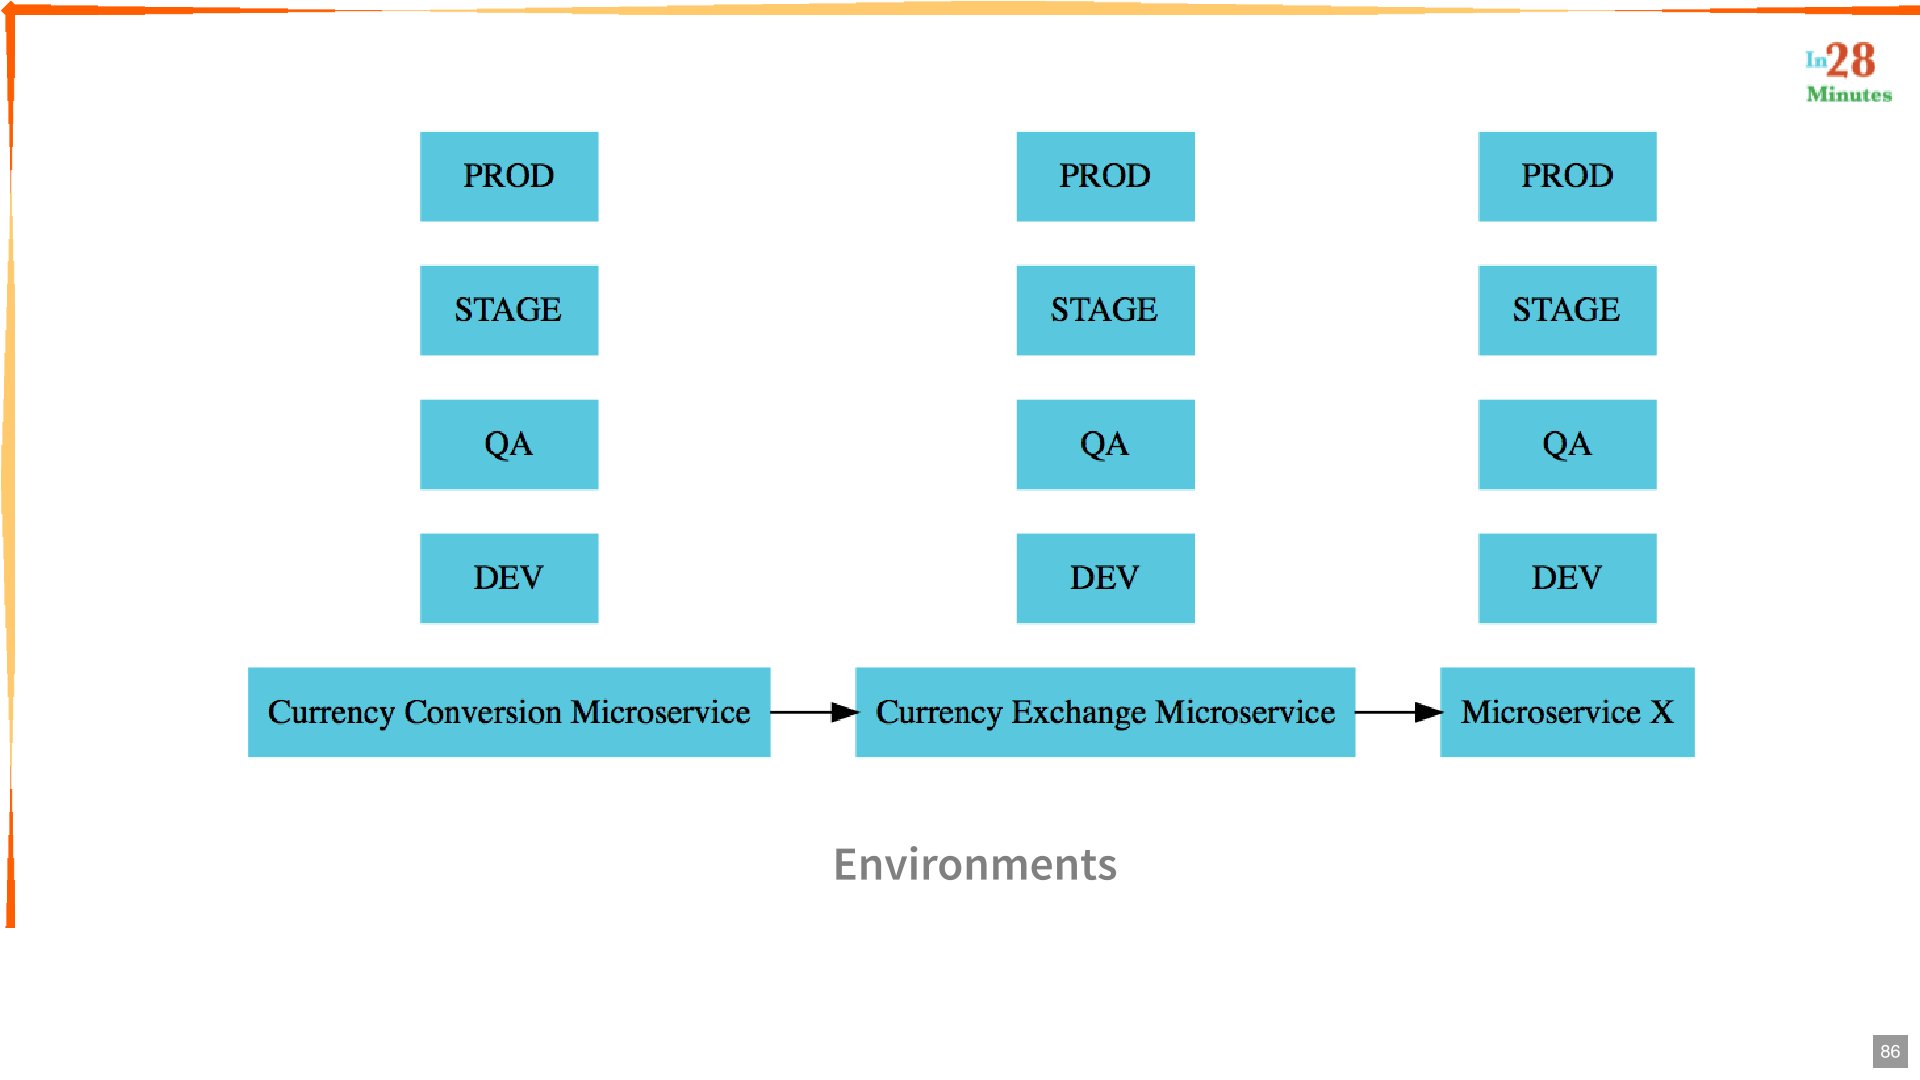 In28
Minutes
PROD PROD PROD
STAGE STAGE STAGE
QA QA QA
DEV DEV DEV
Currency Conversion Microservice Currency Exchange Microservice Microservice X
Environments
86